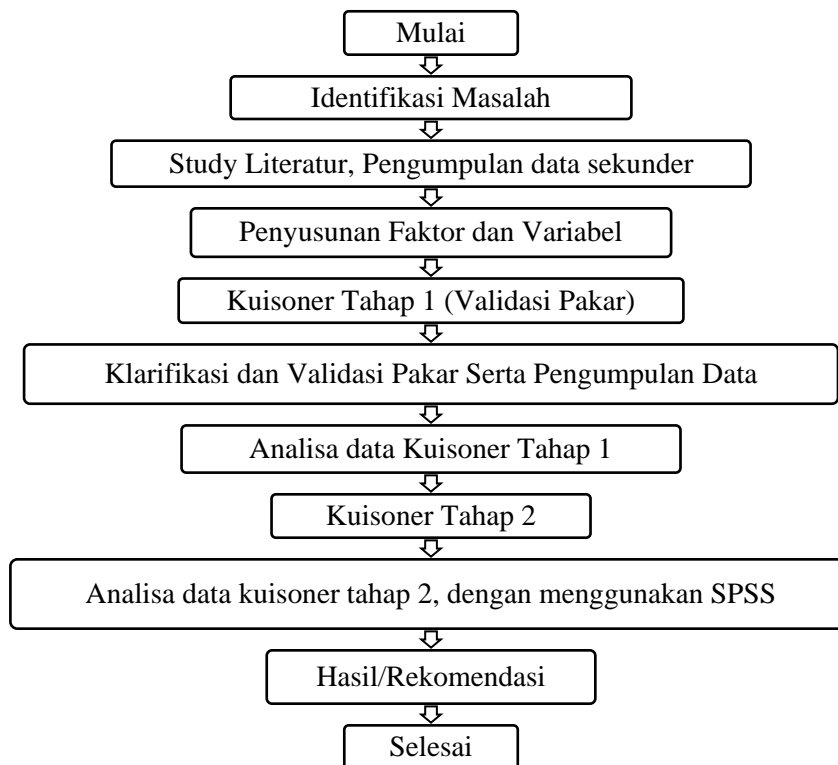 Mulai
Identifikasi Masalah
Study Literatur, Pengumpulan data sekunder
Penyusunan Faktor dan Variabel
Kuisoner Tahap 1 (Validasi Pakar)
Klarifikasi dan Validasi Pakar Serta Pengumpulan Data
Analisa data Kuisoner Tahap 1
Kuisoner Tahap 2
Analisa data kuisoner tahap 2, dengan menggunakan SPSS
Hasil/Rekomendasi
Selesai